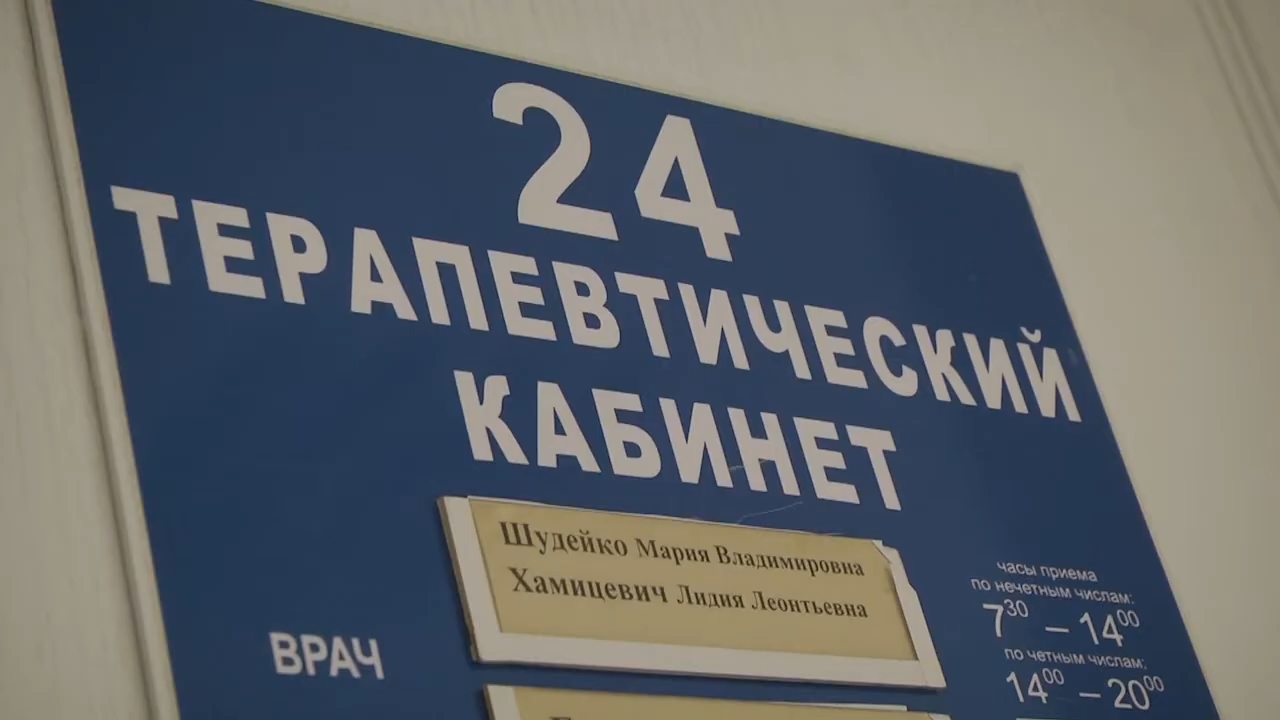 24
ТЕРАПЕВТИЧЕСКИЙ
КАБИНЕТ
Шудейко Мария Владимировна
Хамицевич Лидия Леонтьевна
ВРАЧ
часы приема
по нечетным числам:
7³⁰ – 14⁰⁰
по четным числам:
14⁰⁰ – 20⁰⁰